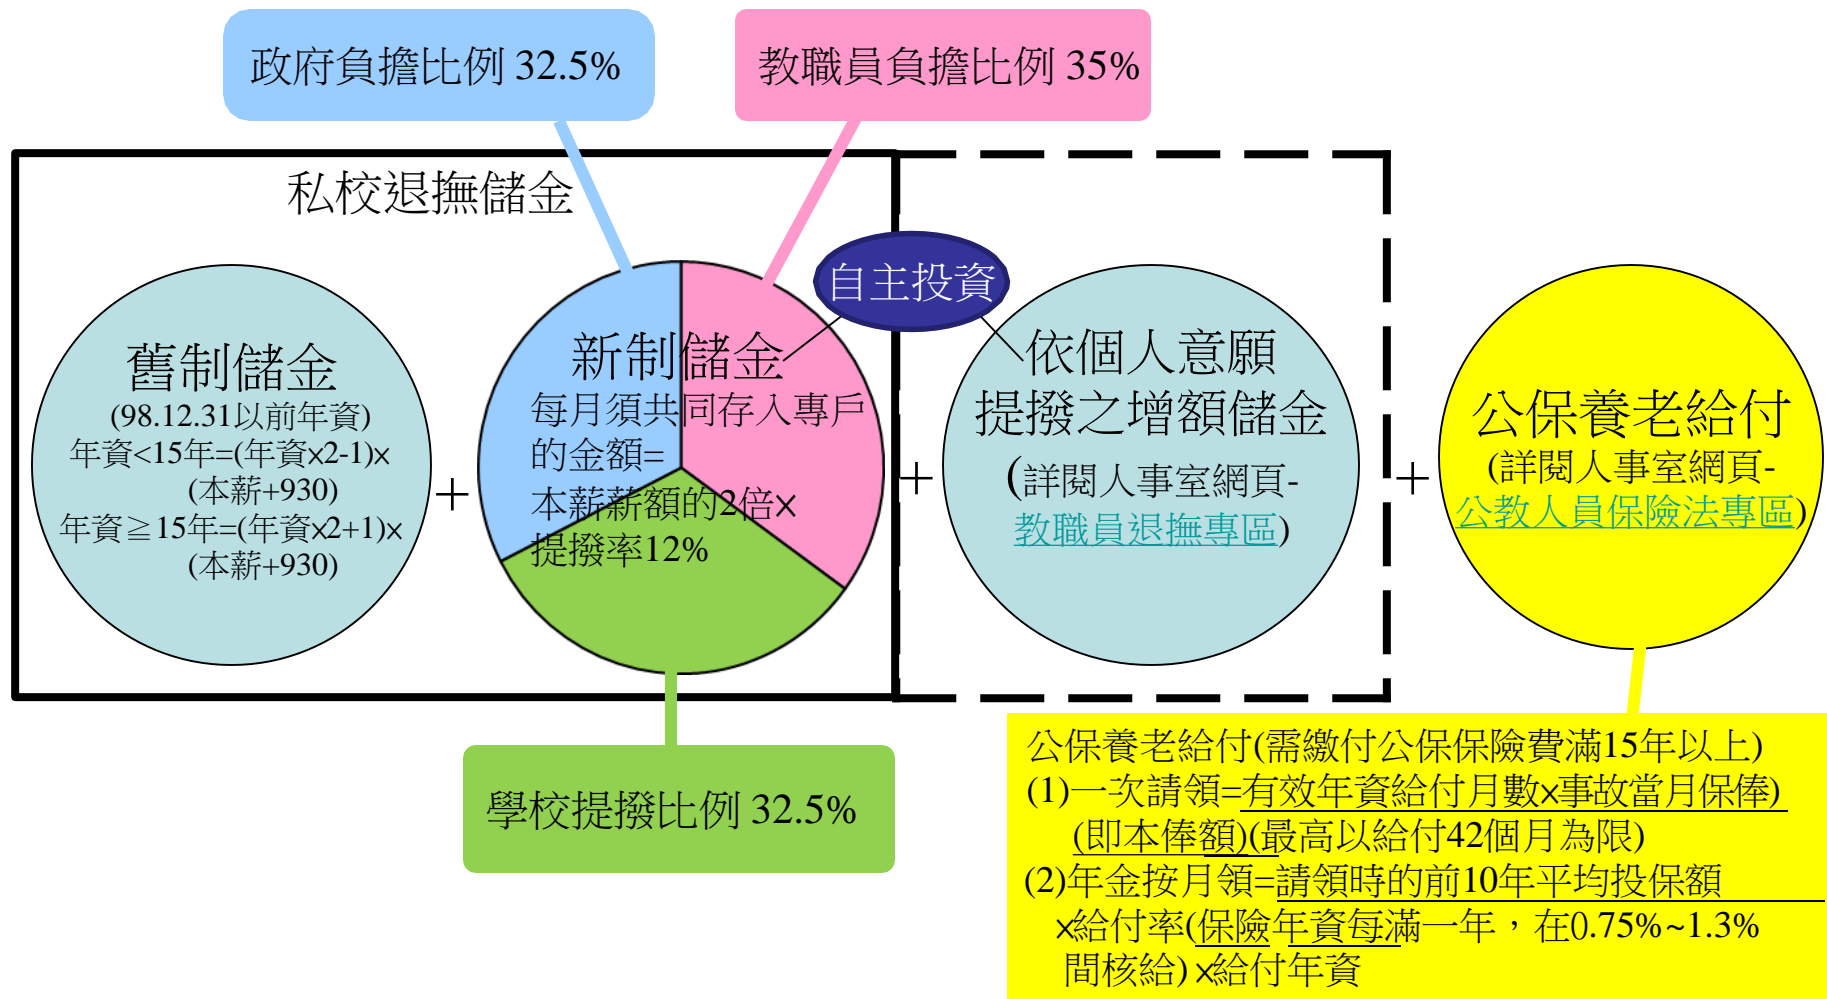 政府負擔比例 32.5%
教職員負擔比例 35%
私校退撫儲金
自主投資
舊制儲金
(98.12.31以前年資)
年資<15年=(年資×2-1)×
(本薪+930)
年資≧15年=(年資×2+1)×
(本薪+930)
+
新制儲金
每月須共同存入專戶
的金額=
本薪薪額的2倍×
提撥率12%
+
依個人意願
提撥之增額儲金
(詳閱人事室網頁-
教職員退撫專區)
+
公保養老給付
(詳閱人事室網頁-
公教人員保險法專區)
學校提撥比例 32.5%
公保養老給付(需繳付公保保險費滿15年以上)
(1)一次請領=有效年資給付月數×事故當月保俸)
(即本俸額)(最高以給付42個月為限)
(2)年金按月領=請領時的前10年平均投保額
×給付率(保險年資每滿一年，在0.75%~1.3%
間核給) ×給付年資